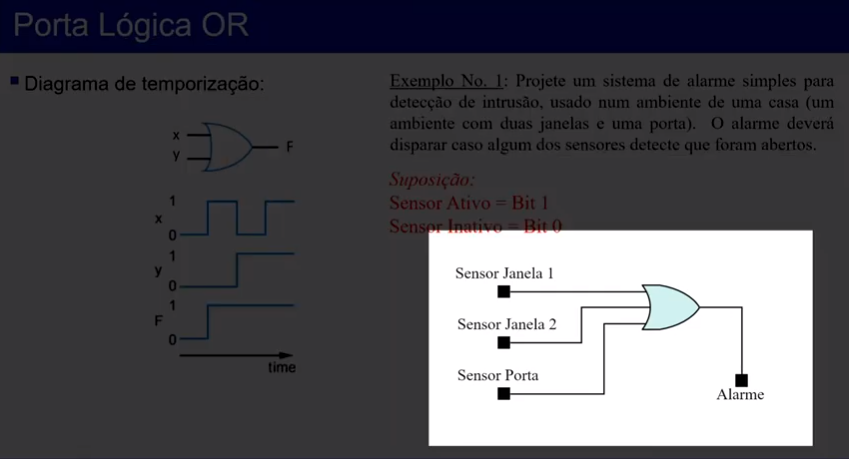 Porta Lógica OR
Diagrama de temporização:
x
y
F
1
x
0
1
y
0
1
F
0
time
Exemplo No. 1: Projete um sistema de alarme simples para
detecção de intrusão, usado num ambiente de uma casa (um
ambiente com duas janelas e uma porta). O alarme deverá
disparar caso algum dos sensores detecte que foram abertos.
Suposição:
Sensor Ativo = Bit 1
Sensor Inativo = Bit 0
Sensor Janela 1
Sensor Janela 2
Sensor Porta
Alarme